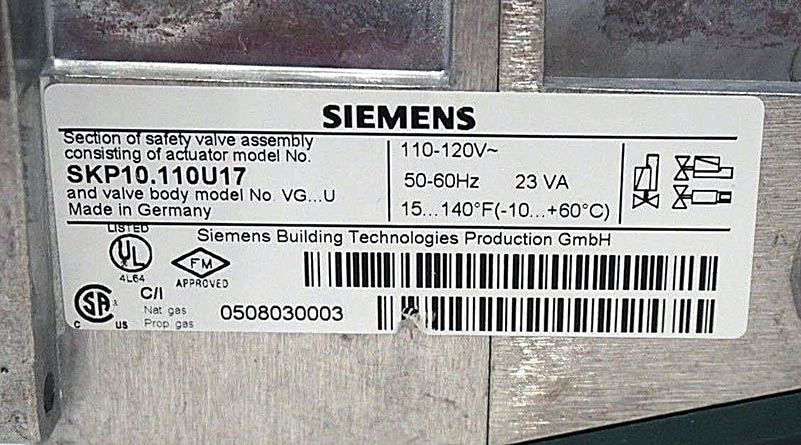 SIEMENS
Section of safety valve assembly
consisting of actuator model No.
SKP10.110U17
and valve body model No. VG...U
Made in Germany
110-120V~
50-60Hz 23 VA
15...140°F(-10...+60°C)
Siemens Building Technologies Production GmbH
LISTED
UL
4L64
FM
APPROVED
SA
C US
C/I
Nat. gas
Prop. gas
0508030003